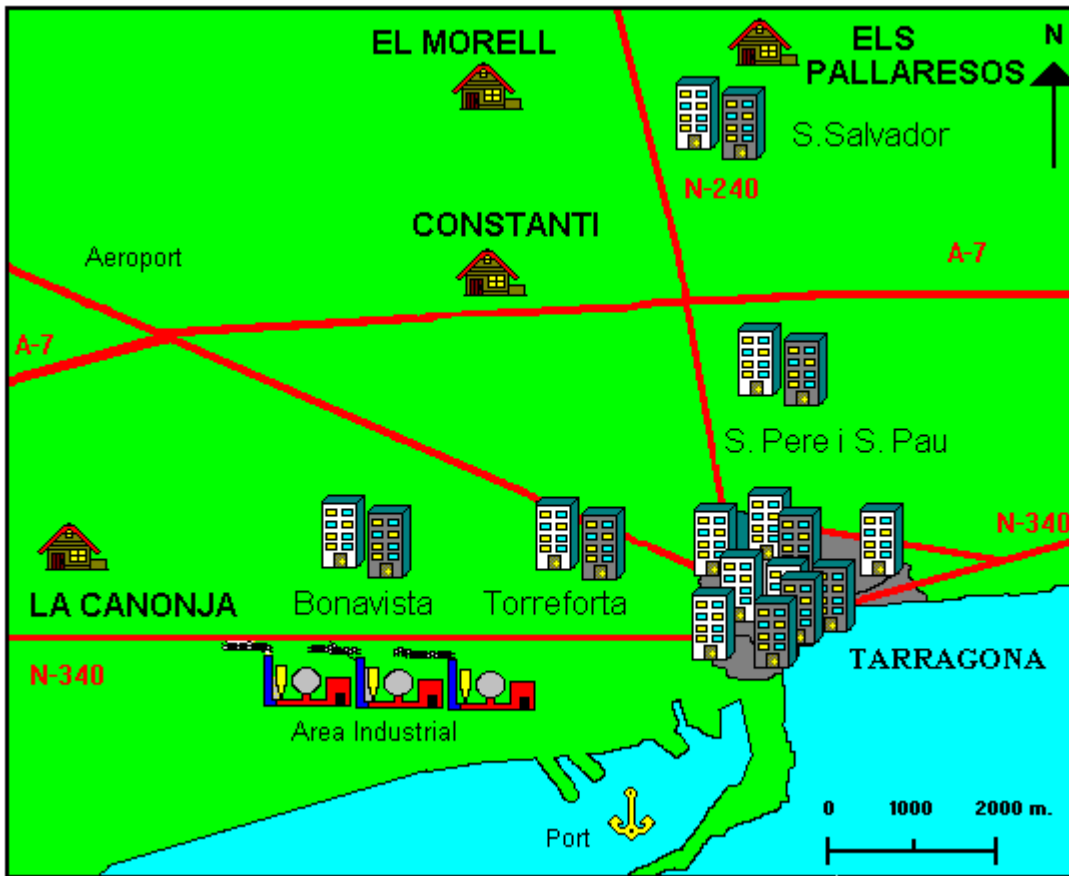 EL MORELL
ELS
PALLARESOS
N
S.Salvador
N-240
CONSTANTI
Aeroport
A-7
A-7
S. Pere i S. Pau
N-340
LA CANONJA
Bonavista
Torreforta
N-340
TARRAGONA
Area Industrial
Port
0 1000 2000 m.